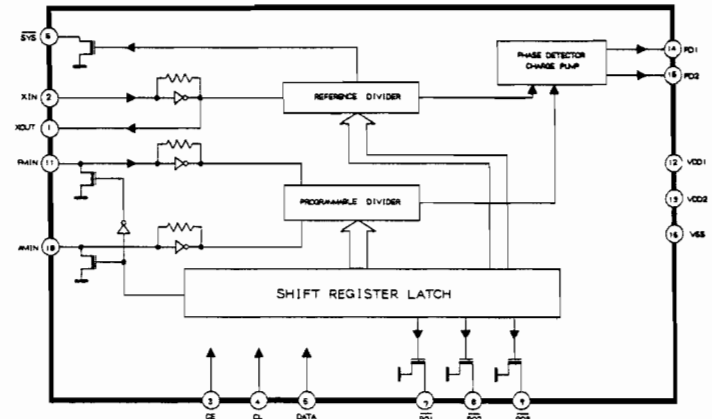 SYS 6
XIN 2
XOUT 1
FMIN 11
AMIN 10
REFERENCE DIVIDER
PROGRAMMABLE DIVIDER
PHASE DETECTOR
CHARGE PUMP
14 PD1
15 PD2
12 VDD1
13 VDD2
16 VSS
SHIFT REGISTER LATCH
3 4 5 7 8 9
CE CL DATA